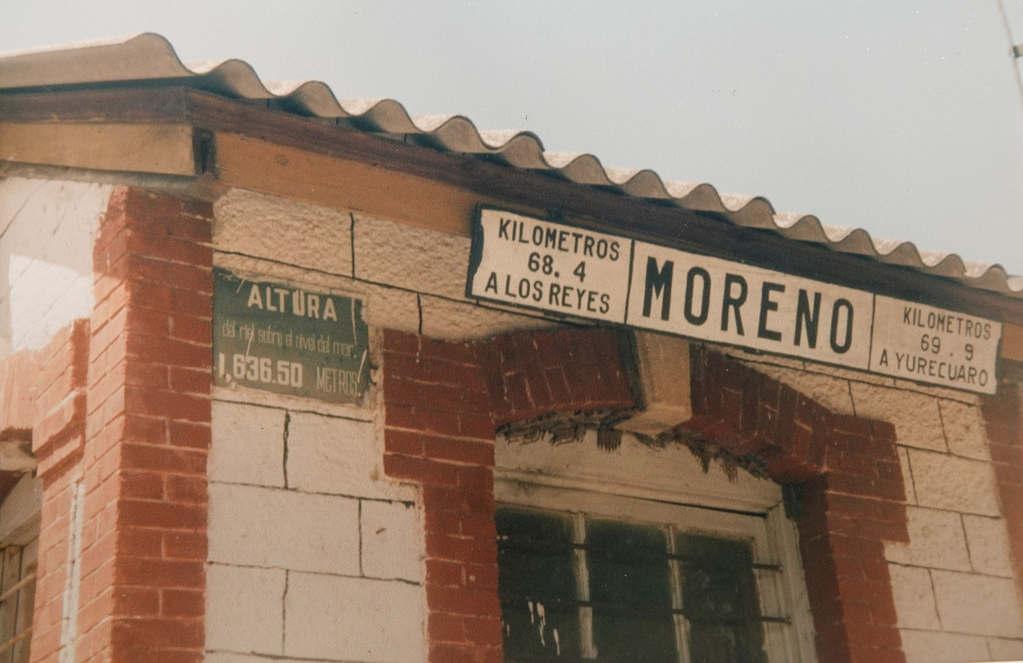 ALTURA
del riel sobre el nivel del mar.
1,636.50 METROS
KILOMETROS
68.4
A LOS REYES
MORENO
KILOMETROS
69.9
A YURECUARO